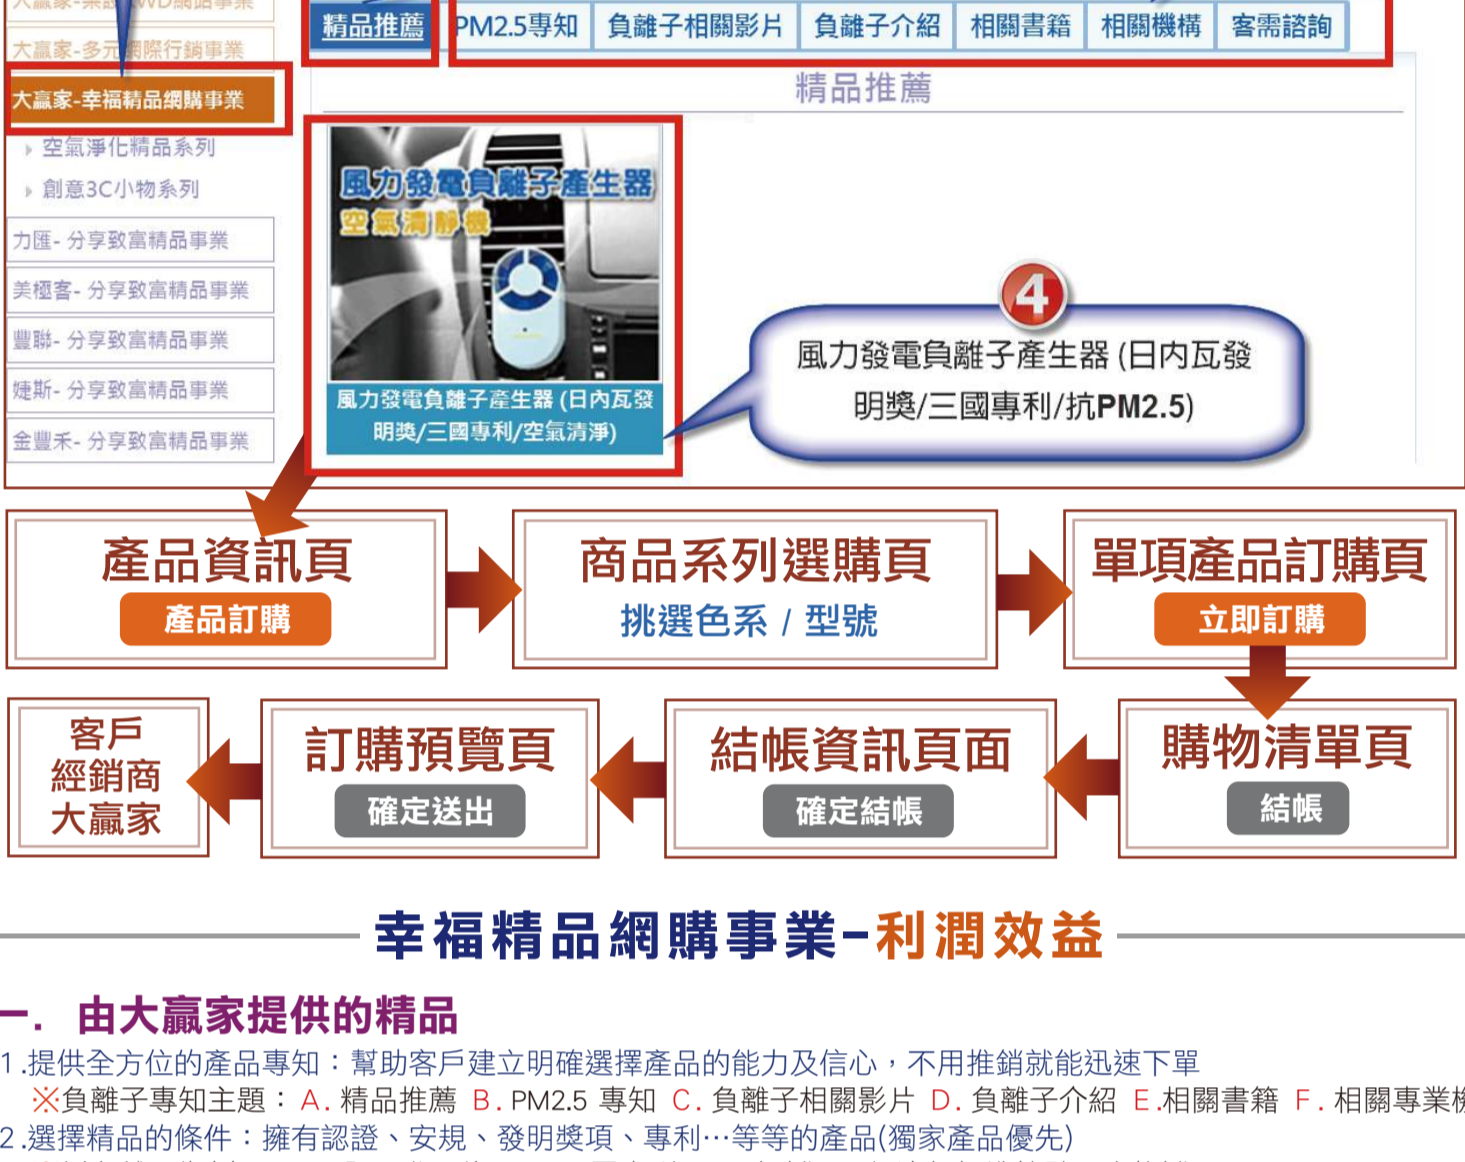 精品推薦 PM2.5專知 負離子相關影片 負離子介紹 相關書籍 相關機構 客需諮詢
大贏家-多元網際行銷事業
大贏家-幸福精品網購事業
空氣淨化精品系列
創意3C小物系列
力匯- 分享致富精品事業
美極客- 分享致富精品事業
豐聯- 分享致富精品事業
婕斯- 分享致富精品事業
金豐禾- 分享致富精品事業
精品推薦
風力發電負離子產生器
空氣清靜機
風力發電負離子產生器 (日內瓦發
明獎/三國專利/空氣清淨)
4
風力發電負離子產生器 (日內瓦發
明獎/三國專利/抗PM2.5)
產品資訊頁
產品訂購
商品系列選購頁
挑選色系 / 型號
單項產品訂購頁
立即訂購
購物清單頁
結帳
結帳資訊頁面
確定結帳
訂購預覽頁
確定送出
客戶
經銷商
大贏家
幸福精品網購事業-利潤效益
一. 由大贏家提供的精品
1.提供全方位的產品專知：幫助客戶建立明確選擇產品的能力及信心，不用推銷就能迅速下單
※負離子專知主題：A. 精品推薦 B. PM2.5 專知 C. 負離子相關影片 D. 負離子介紹 E.相關書籍 F. 相關專業
2.選擇精品的條件：擁有認證、安規、發明獎項、專利…等等的產品(獨家產品優先)